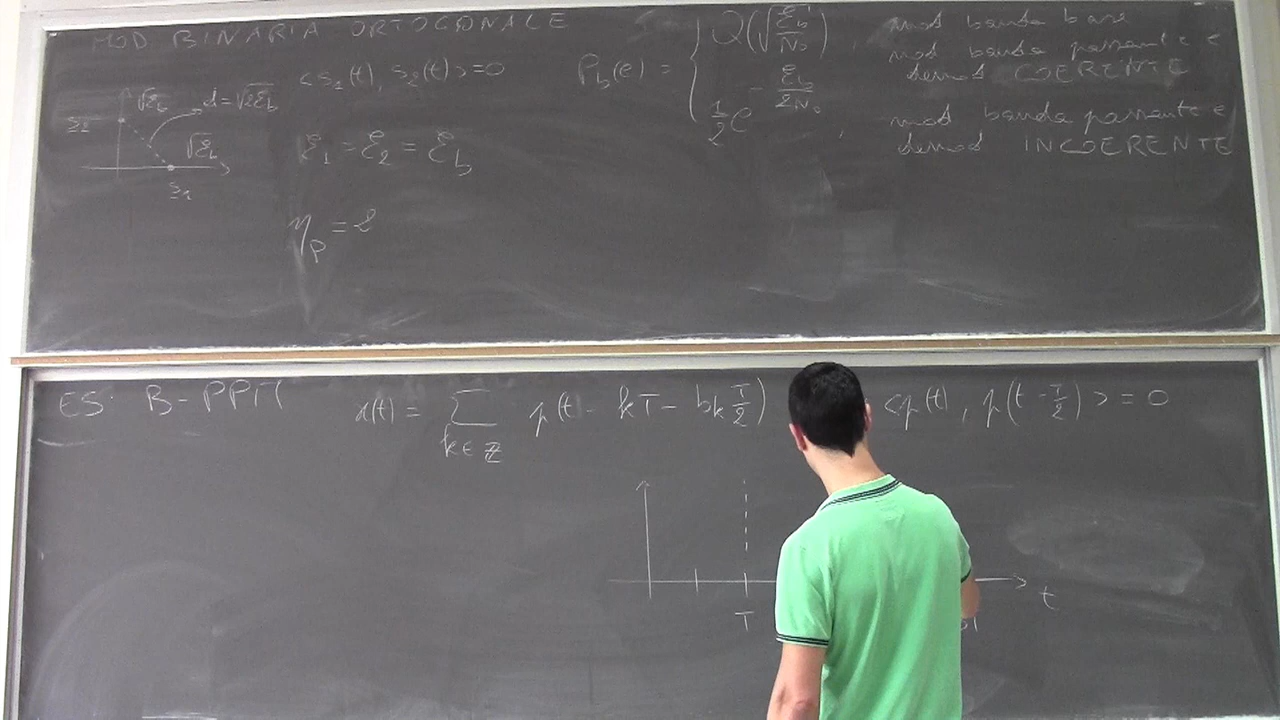 MOD BINARIA ORTOGONALE
<s₁(t), s₂(t)> = 0
P_b(e) = { Q(√(ℰ_b/N₀)), mod banda base
mod banda passante e
demod COERENTE
½ e^(-ℰ_b/2N₀), mod banda passante e
demod INCOERENTE
√ℰ_b d=√2ℰ_b
s₂
√ℰ_b
s₁
ℰ₁ = ℰ₂ = ℰ_b
η_p = 2
ES: B-PPM x(t) = Σ_{k∈ℤ} p(t - kT - b_k T/2) <p(t), p(t - T/2)> = 0
t
T